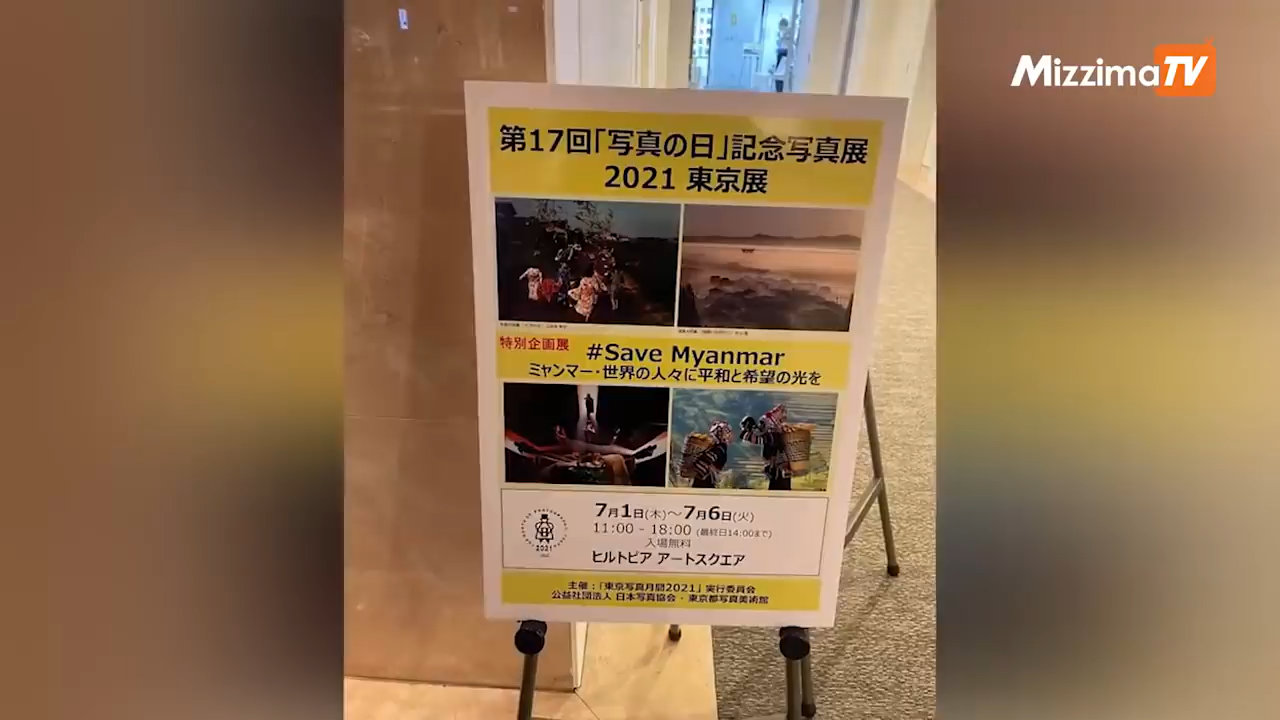 MizzimaTV
第17回「写真の日」記念写真展
2021 東京展
特別企画展
#Save Myanmar
ミャンマー・世界の人々に平和と希望の光を
7月1日(木)～7月6日(火)
11:00 - 18:00 (最終日14:00まで)
入場無料
ヒルトピア アートスクエア
2021
主催：「東京写真月間2021」実行委員会
公益社団法人 日本写真協会・東京都写真美術館